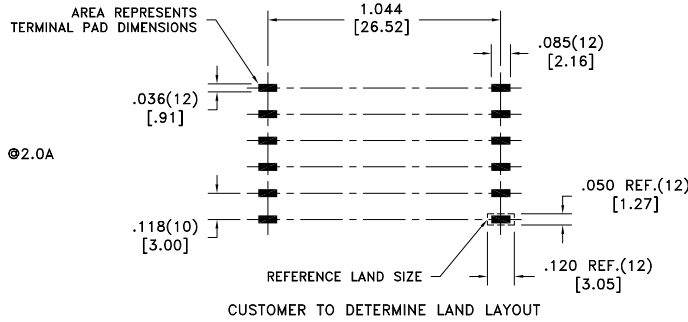 AREA REPRESENTS
TERMINAL PAD DIMENSIONS
1.044
[26.52]
.085(12)
[2.16]
.036(12)
[.91]
@2.0A
.050 REF.(12)
[1.27]
.118(10)
[3.00]
REFERENCE LAND SIZE
.120 REF.(12)
[3.05]
CUSTOMER TO DETERMINE LAND LAYOUT